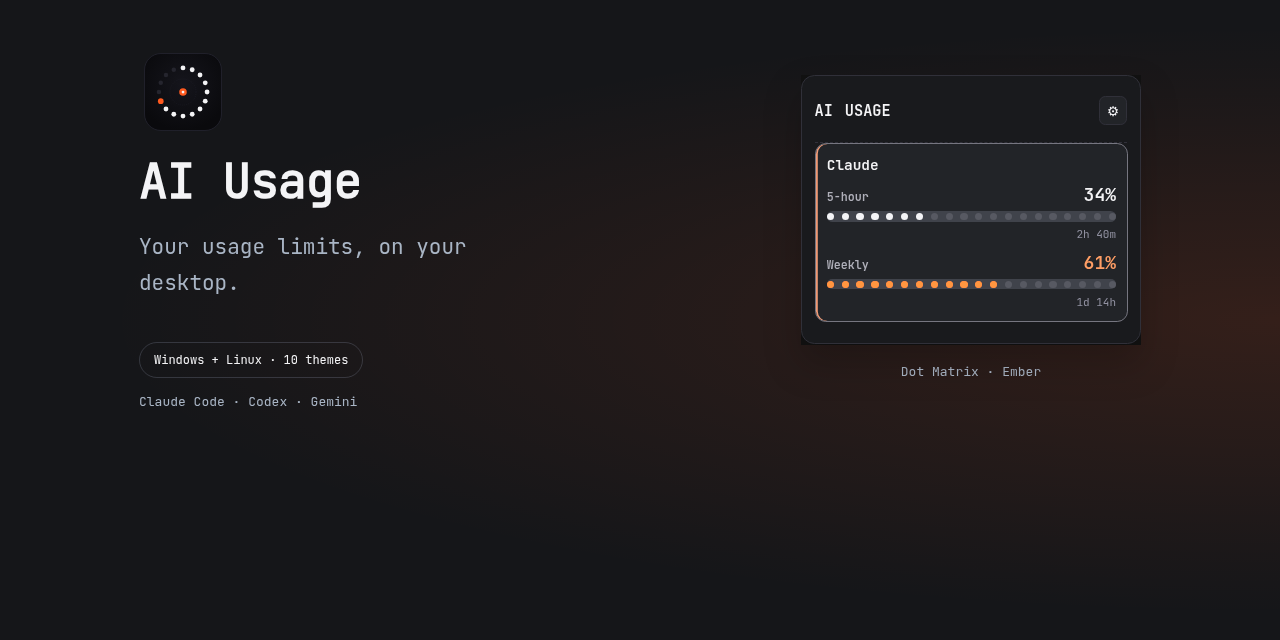 AI Usage
Your usage limits, on your
desktop.
Windows + Linux · 10 themes
Claude Code · Codex · Gemini
AI USAGE
Claude
5-hour 34%
2h 40m
Weekly 61%
1d 14h
Dot Matrix · Ember